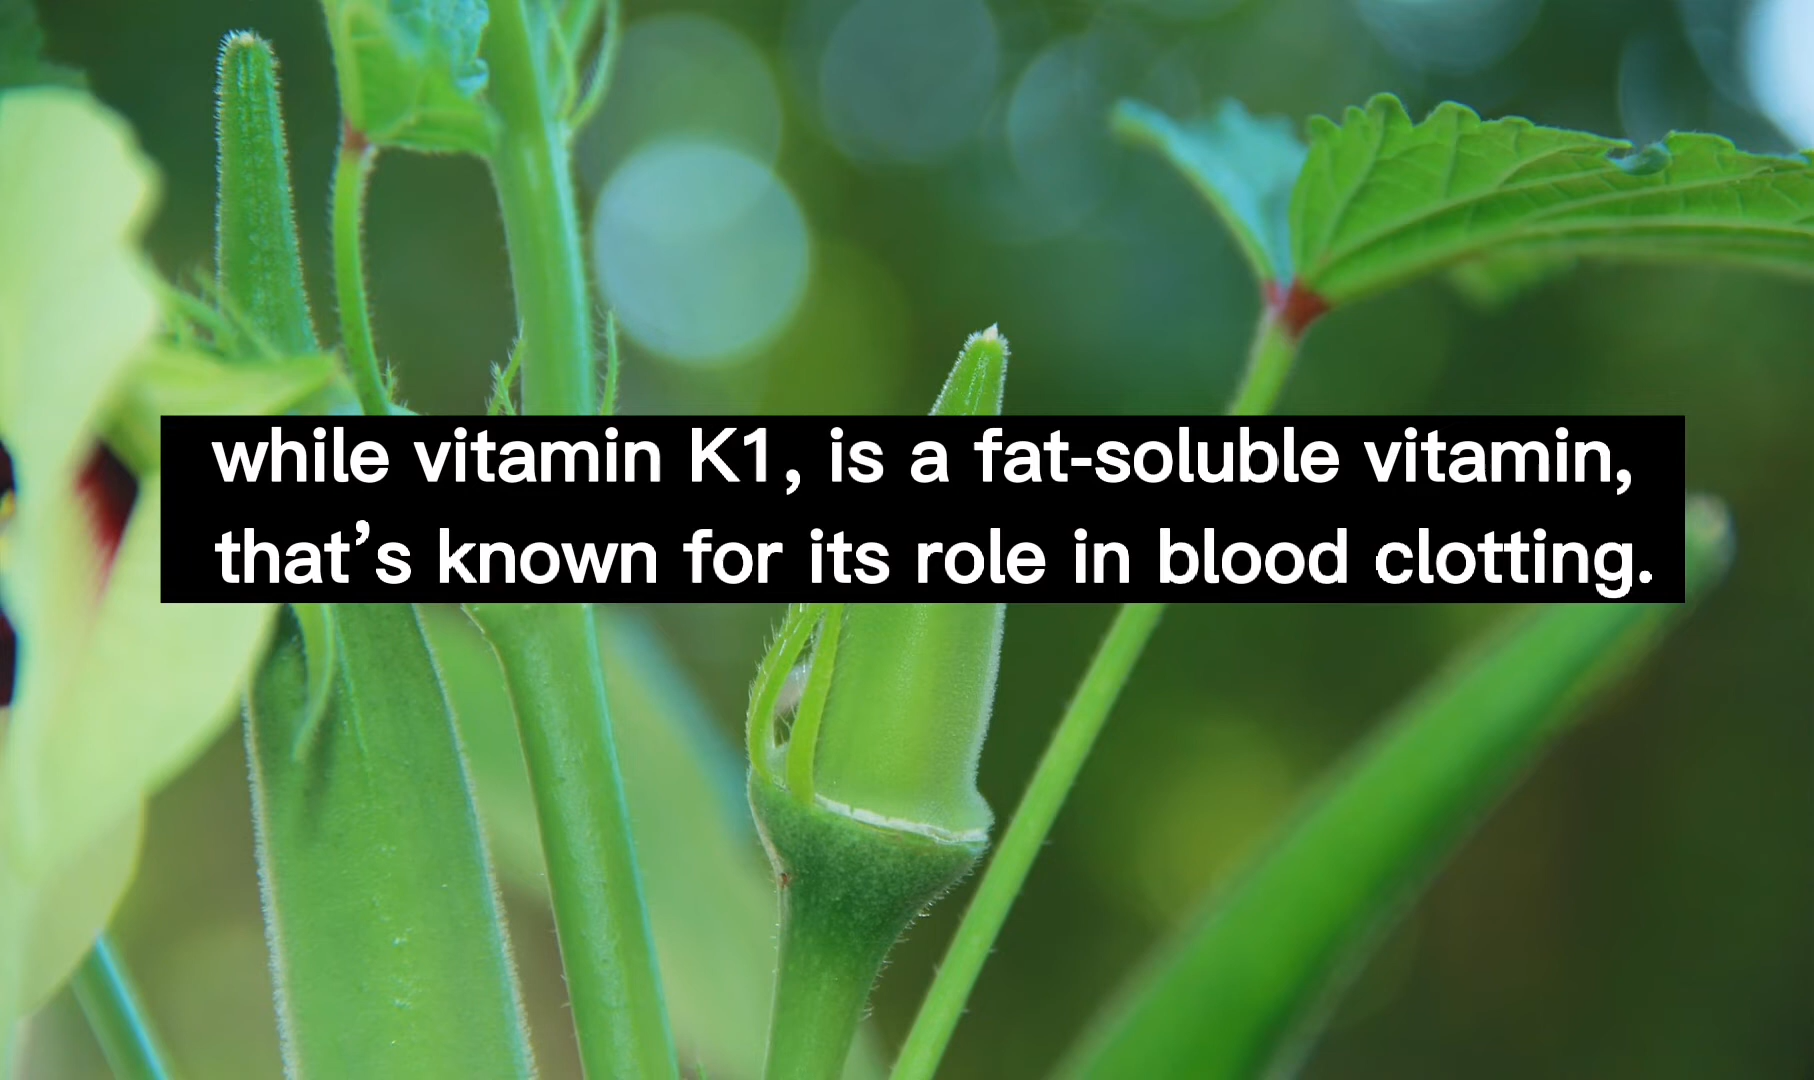 while vitamin K1, is a fat-soluble vitamin,
that’s known for its role in blood clotting.